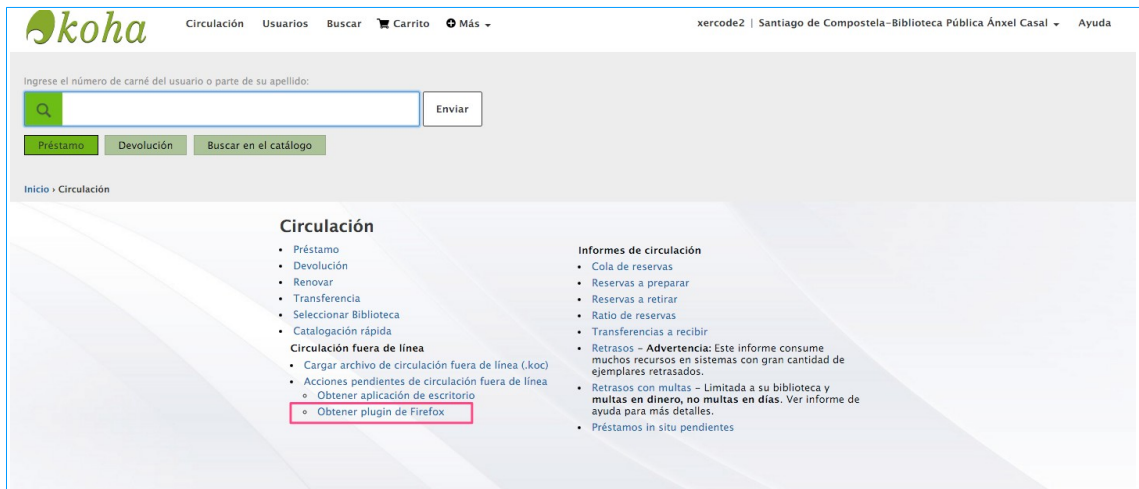 koha Circulación Usuarios Buscar Carrito Más xercode2 | Santiago de Compostela-Biblioteca Pública Ánxel Casal Ayuda
Ingrese el número de carné del usuario o parte de su apellido:
Enviar
Préstamo Devolución Buscar en el catálogo
Inicio › Circulación
Circulación
• Préstamo
• Devolución
• Renovar
• Transferencia
• Seleccionar Biblioteca
• Catalogación rápida
Circulación fuera de línea
• Cargar archivo de circulación fuera de línea (.koc)
• Acciones pendientes de circulación fuera de línea
◦ Obtener aplicación de escritorio
◦ Obtener plugin de Firefox
Informes de circulación
• Cola de reservas
• Reservas a preparar
• Reservas a retirar
• Ratio de reservas
• Transferencias a recibir
• Retrasos – Advertencia: Este informe consume
muchos recursos en sistemas con gran cantidad de
ejemplares retrasados.
• Retrasos con multas – Limitada a su biblioteca y
multas en dinero, no multas en días. Ver informe de
ayuda para más detalles.
• Préstamos in situ pendientes